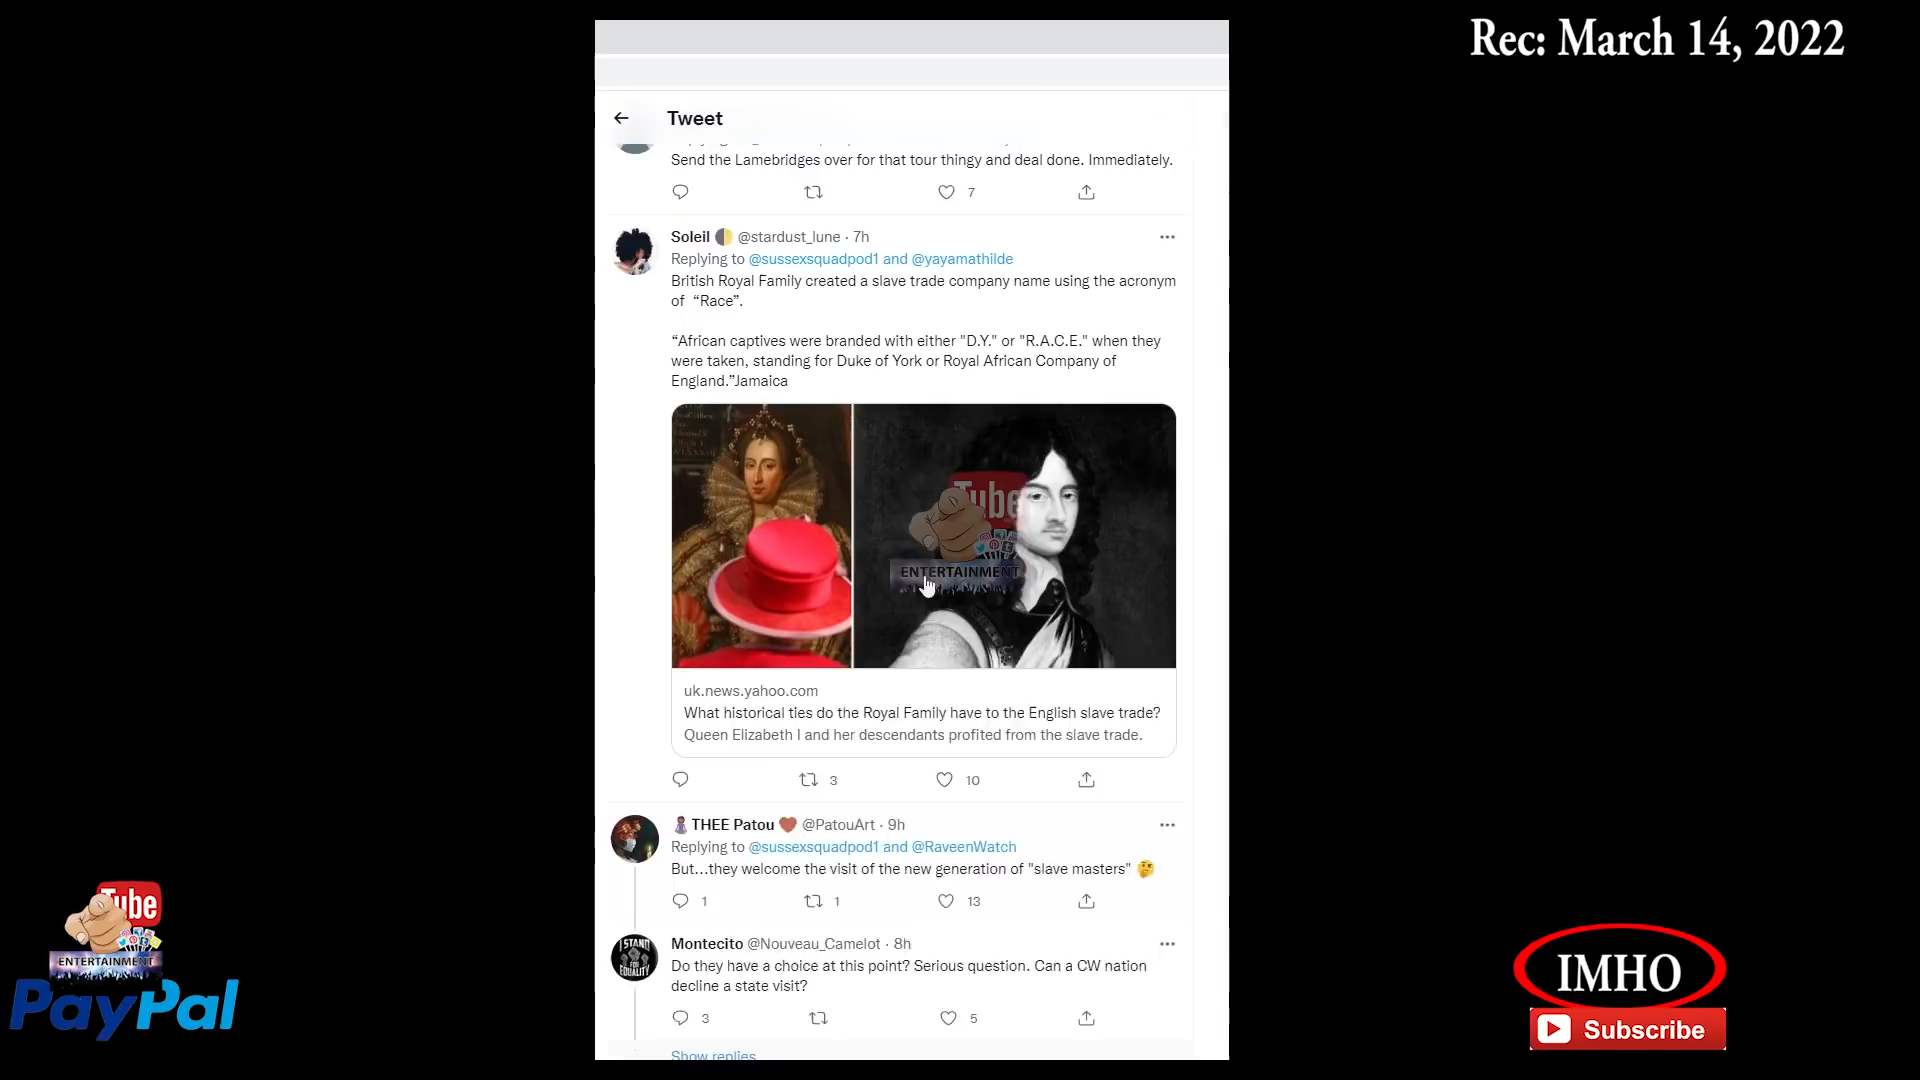 Rec: March 14, 2022
Tweet
Send the Lamebridges over for that tour thingy and deal done. Immediately.
7
Soleil @stardust_lune · 7h
Replying to @sussexsquadpod1 and @yayamathilde
British Royal Family created a slave trade company name using the acronym
of “Race”.
“African captives were branded with either "D.Y." or "R.A.C.E." when they
were taken, standing for Duke of York or Royal African Company of
England.”Jamaica
Tube
ENTERTAINMENT
uk.news.yahoo.com
What historical ties do the Royal Family have to the English slave trade?
Queen Elizabeth I and her descendants profited from the slave trade.
3 10
THEE Patou @PatouArt · 9h
Replying to @sussexsquadpod1 and @RaveenWatch
But...they welcome the visit of the new generation of "slave masters"
1 1 13
I STAND
FOR
EQUALITY
Montecito @Nouveau_Camelot · 8h
Do they have a choice at this point? Serious question. Can a CW nation
decline a state visit?
3 5
Show replies
Tube
ENTERTAINMENT
PayPal
IMHO
Subscribe